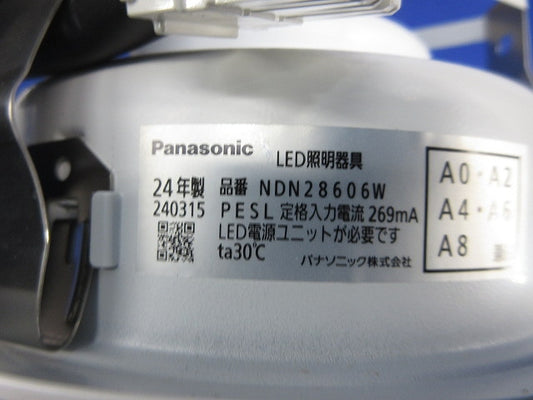 Panasonic LED照明器具
24年製 品番 NDN28606W
240315 PESL 定格入力電流 269mA
LED電源ユニットが必要です
ta30℃ パナソニック株式会社
A0・A2
A4・A6
A8